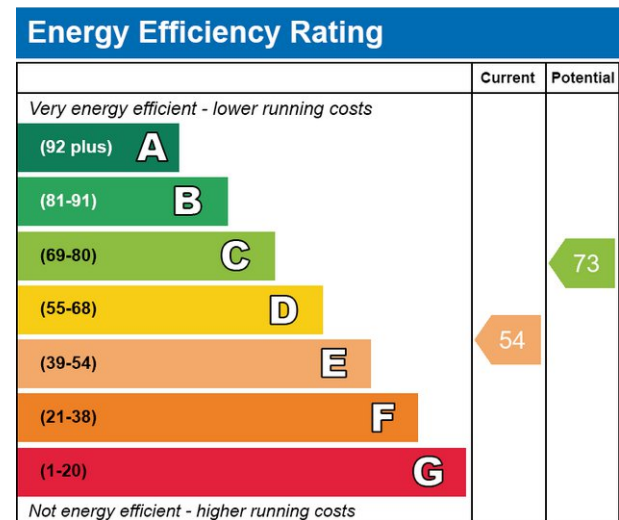 Energy Efficiency Rating
Current Potential
Very energy efficient - lower running costs
(92 plus) A
(81-91) B
(69-80) C
73
(55-68) D
54
(39-54) E
(21-38) F
(1-20) G
Not energy efficient - higher running costs